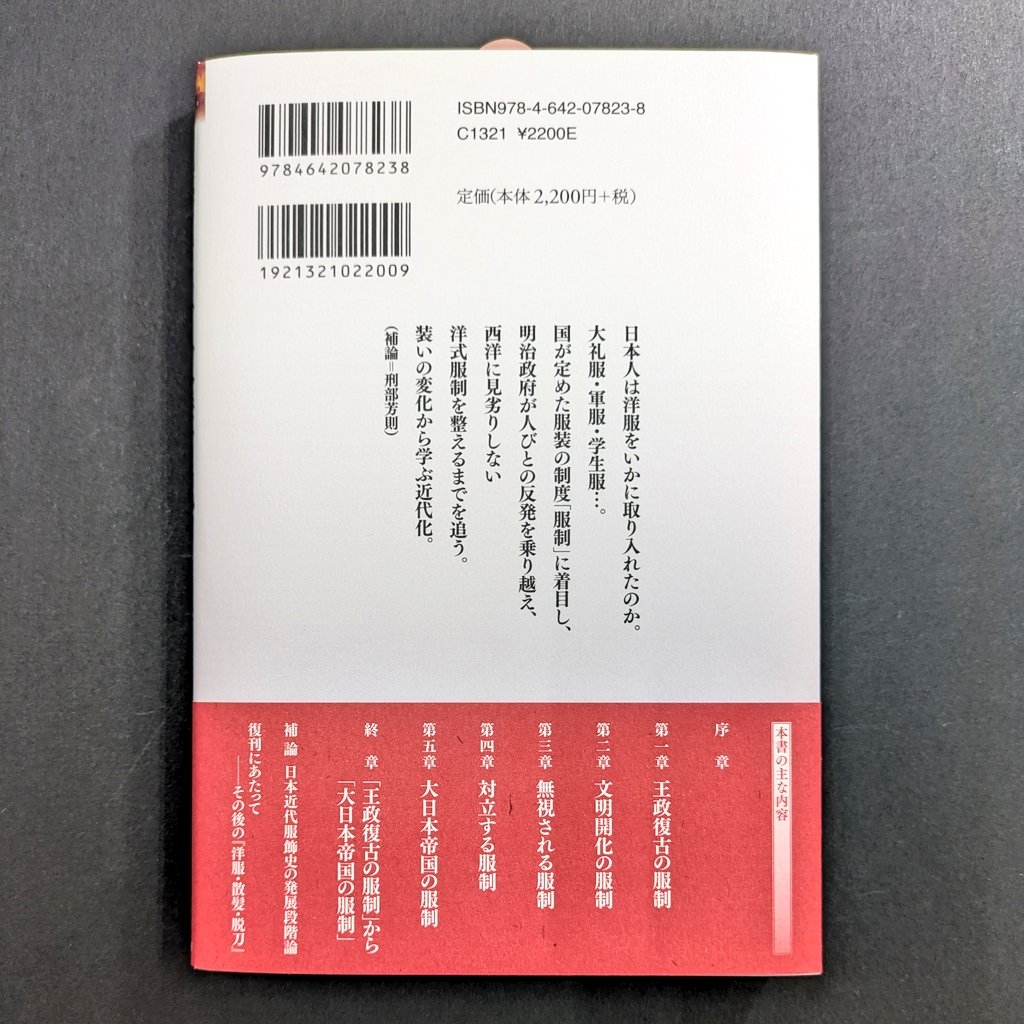 9784642078238
1921321022009
ISBN978-4-642-07823-8
C1321 ¥2200E
定価(本体2,200円+税)
日本人は洋服をいかに取り入れたのか。
大礼服・軍服・学生服…。
国が定めた服装の制度「服制」に着目し、
明治政府が人びとの反発を乗り越え、
西洋に見劣りしない
洋式服制を整えるまでを追う。
装いの変化から学ぶ近代化。
(補論=刑部芳則)
本書の主な内容
序 章
第一章 王政復古の服制
第二章 文明開化の服制
第三章 無視される服制
第四章 対立する服制
第五章 大日本帝国の服制
終 章 「王政復古の服制」から
「大日本帝国の服制」
補 論 日本近代服飾史の発展段階論
復刊にあたって
――その後の『洋服・散髪・脱刀』